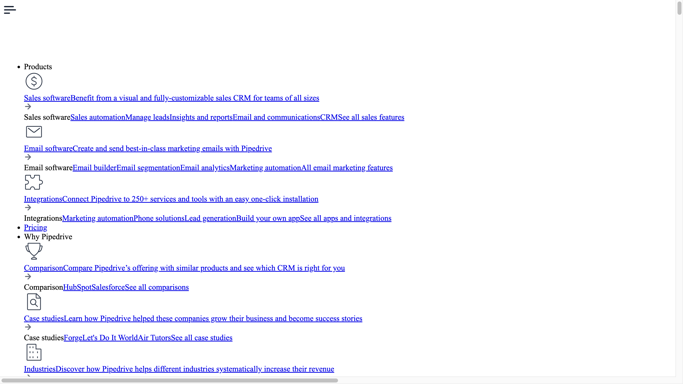 Products
Sales softwareBenefit from a visual and fully-customizable sales CRM for teams of all sizes
Sales softwareSales automationManage leadsInsights and reportsEmail and communicationsCRMSee all sales features
Email softwareCreate and send best-in-class marketing emails with Pipedrive
Email softwareEmail builderEmail segmentationEmail analyticsMarketing automationAll email marketing features
IntegrationsConnect Pipedrive to 250+ services and tools with an easy one-click installation
IntegrationsMarketing automationPhone solutionsLead generationBuild your own appSee all apps and integrations
Pricing
Why Pipedrive
ComparisonCompare Pipedrive’s offering with similar products and see which CRM is right for you
ComparisonHubSpotSalesforceSee all comparisons
Case studiesLearn how Pipedrive helped these companies grow their business and become success stories
Case studiesForgeLet's Do It WorldAir TutorsSee all case studies
IndustriesDiscover how Pipedrive helps different industries systematically increase their revenue